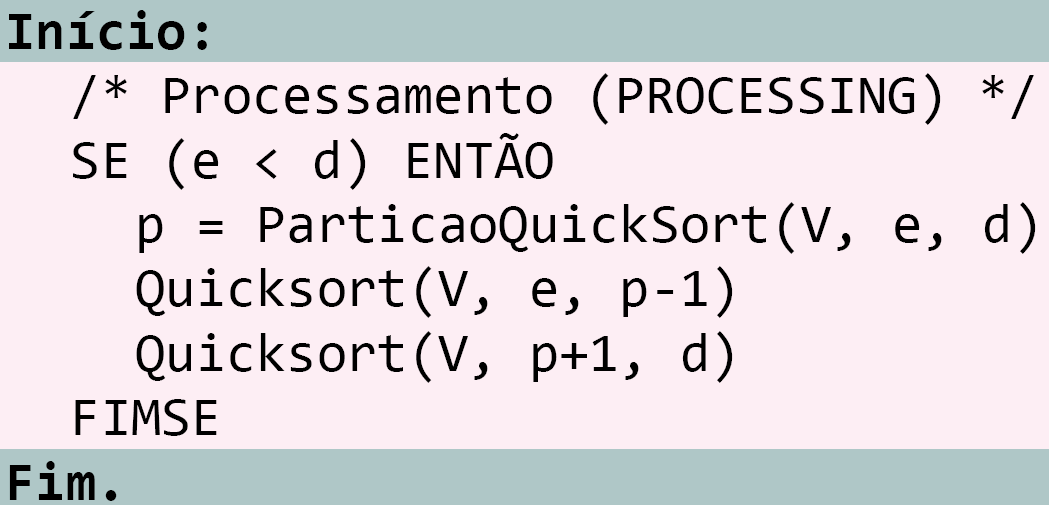 Início:
/* Processamento (PROCESSING) */
SE (e < d) ENTÃO
p = ParticaoQuickSort(V, e, d)
Quicksort(V, e, p-1)
Quicksort(V, p+1, d)
FIMSE
Fim.